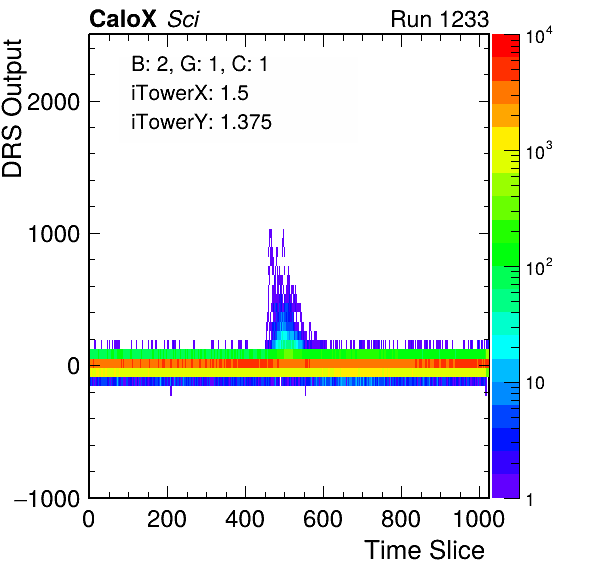 CaloX Sci Run 1233
DRS Output
B: 2, G: 1, C: 1
iTowerX: 1.5
iTowerY: 1.375
2000
1000
0
−1000
0 200 400 600 800 1000
Time Slice
10^4
10^3
10^2
10
1